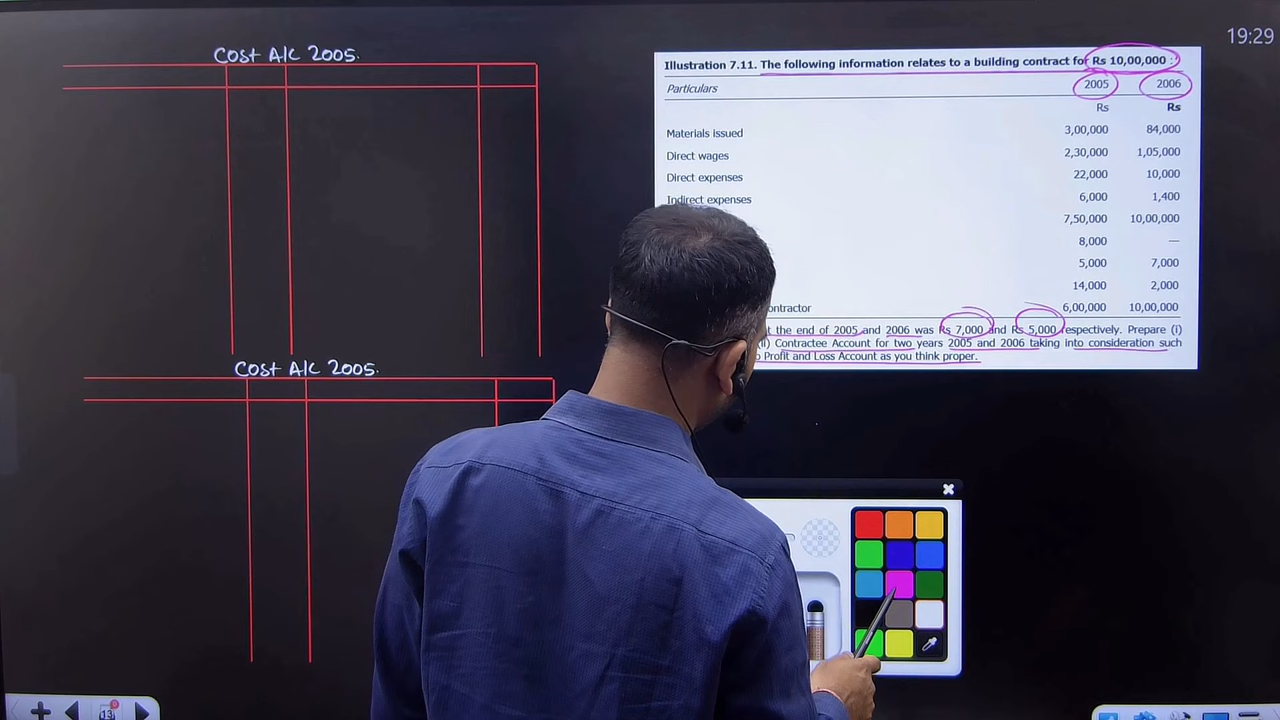 19:29
Cost A/C 2005.
Illustration 7.11. The following information relates to a building contract for Rs 10,00,000 :
Particulars 2005 2006
Rs Rs
Materials issued 3,00,000 84,000
Direct wages 2,30,000 1,05,000
Direct expenses 22,000 10,000
Indirect expenses 6,000 1,400
7,50,000 10,00,000
8,000 —
5,000 7,000
14,000 2,000
6,00,000 10,00,000
t the end of 2005 and 2006 was Rs 7,000 and Rs 5,000 respectively. Prepare (i)
(ii) Contractee Account for two years 2005 and 2006 taking into consideration such
Profit and Loss Account as you think proper.
Cost A/C 2005.
13